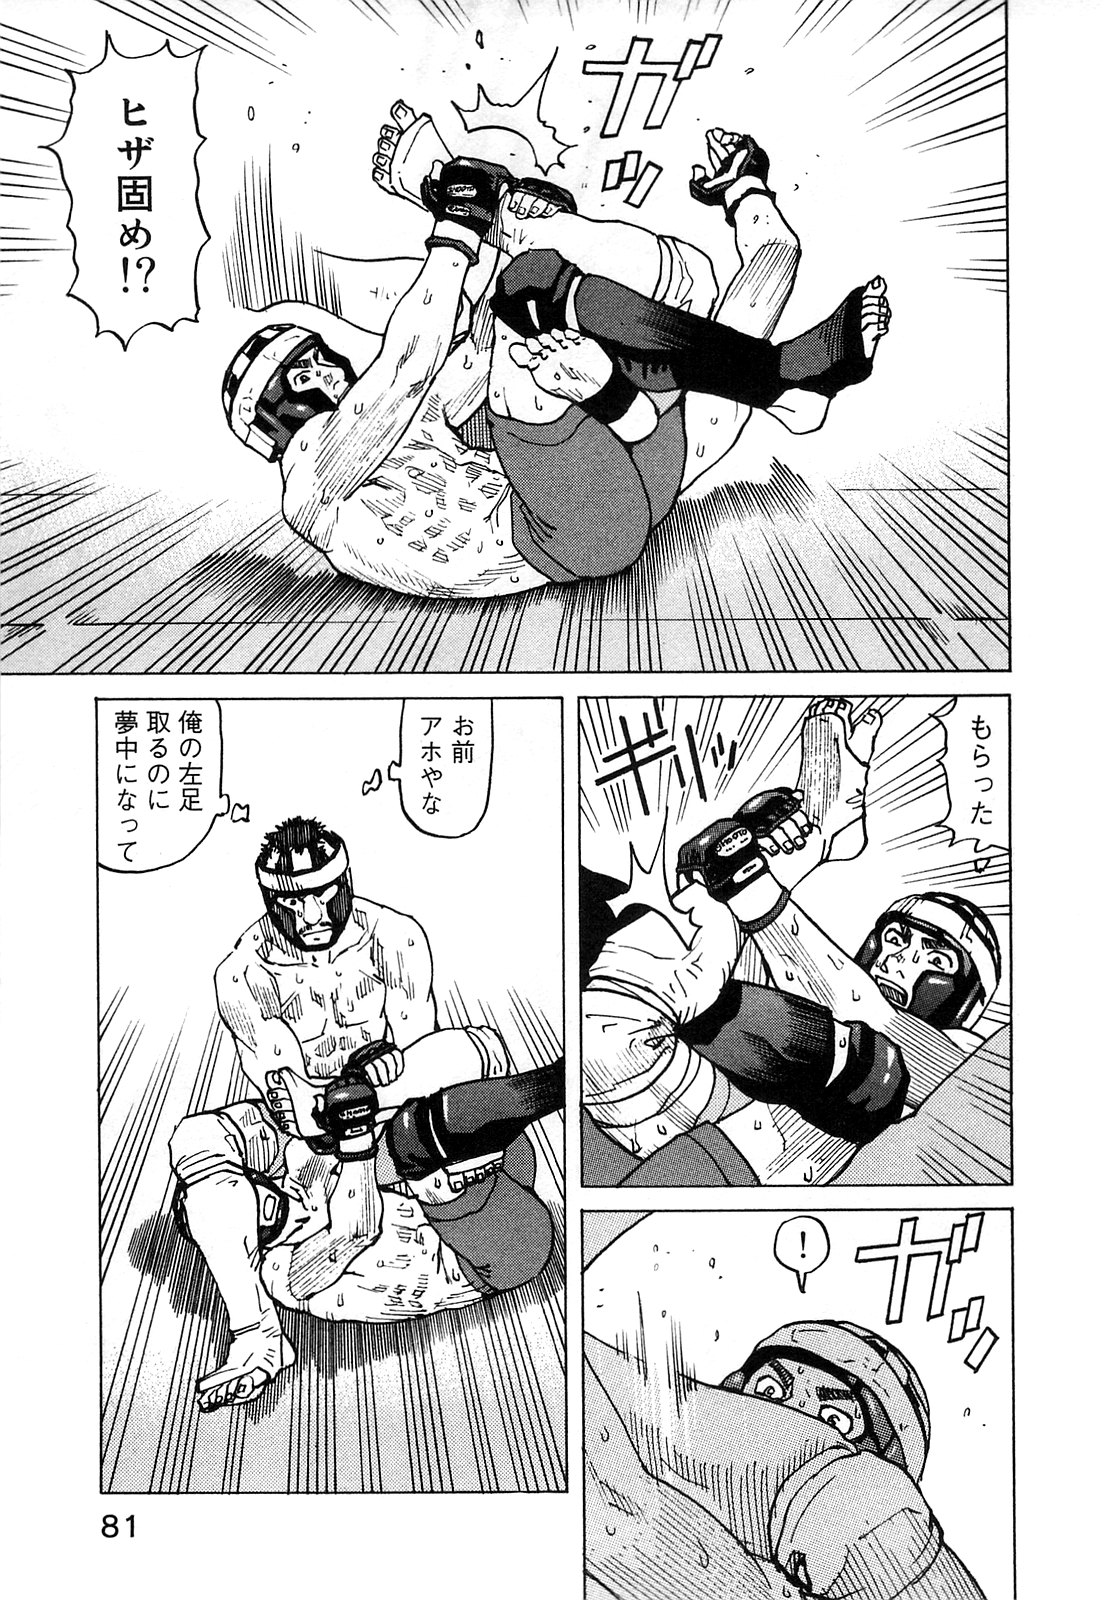 ガッ
ヒザ固め!?
もらった
ギリッ
!
ガッ
お前
アホやな
俺の左足
取るのに
夢中になって
81